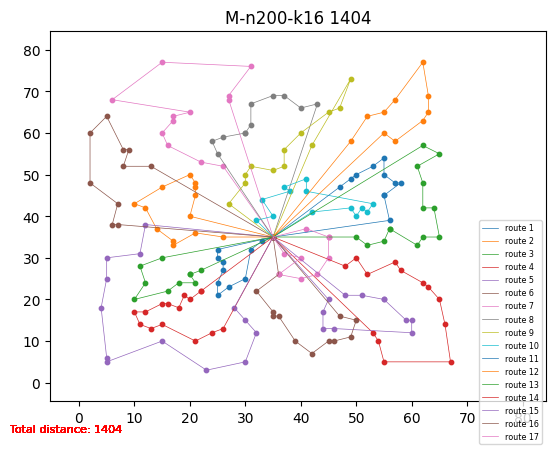 M-n200-k16 1404
80
70
60
50
40
30
20
10
0
0
10
20
30
40
50
60
70
80
route 1
route 2
route 3
route 4
route 5
route 6
route 7
route 8
route 9
route 10
route 11
route 12
route 13
route 14
route 15
route 16
route 17
Total distance: 1404